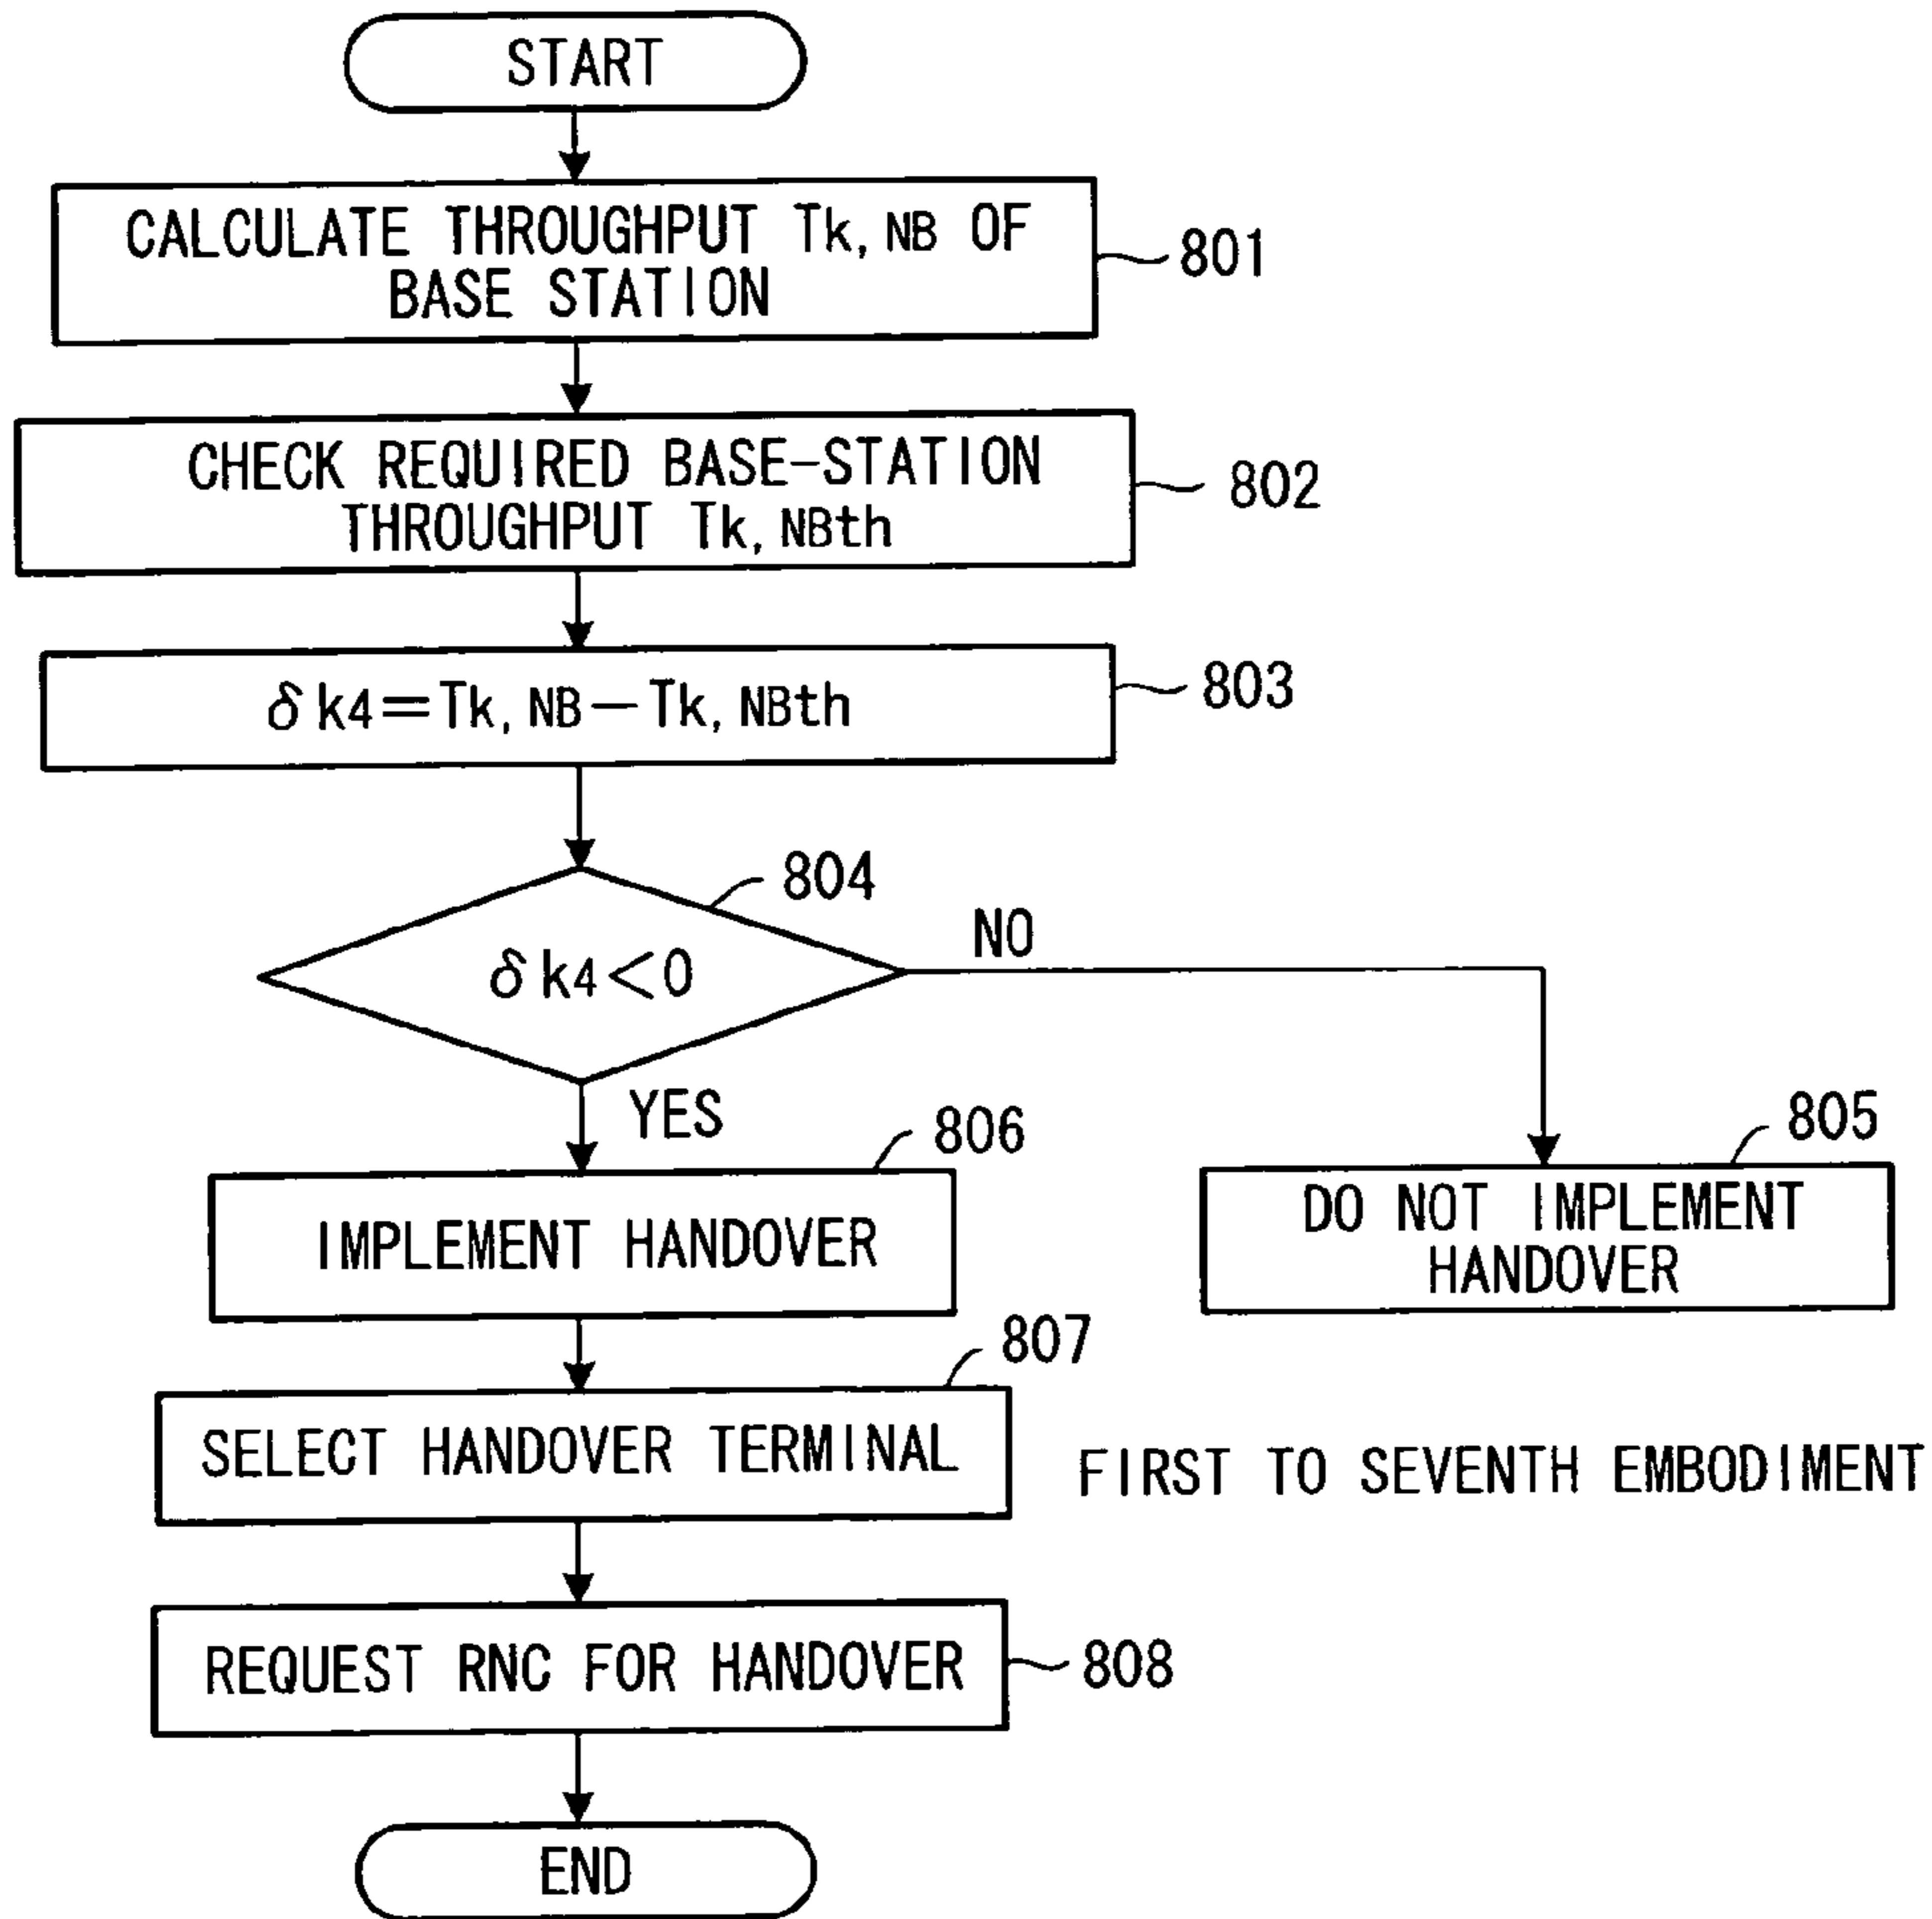 START
CALCULATE THROUGHPUT Tk, NB OF
BASE STATION
801
CHECK REQUIRED BASE-STATION
THROUGHPUT Tk, NBth
802
δk4=Tk, NB-Tk, NBth
803
804
δk4<0
NO
YES
806
805
IMPLEMENT HANDOVER
DO NOT IMPLEMENT
HANDOVER
807
SELECT HANDOVER TERMINAL
FIRST TO SEVENTH EMBODIMENT
REQUEST RNC FOR HANDOVER
808
END